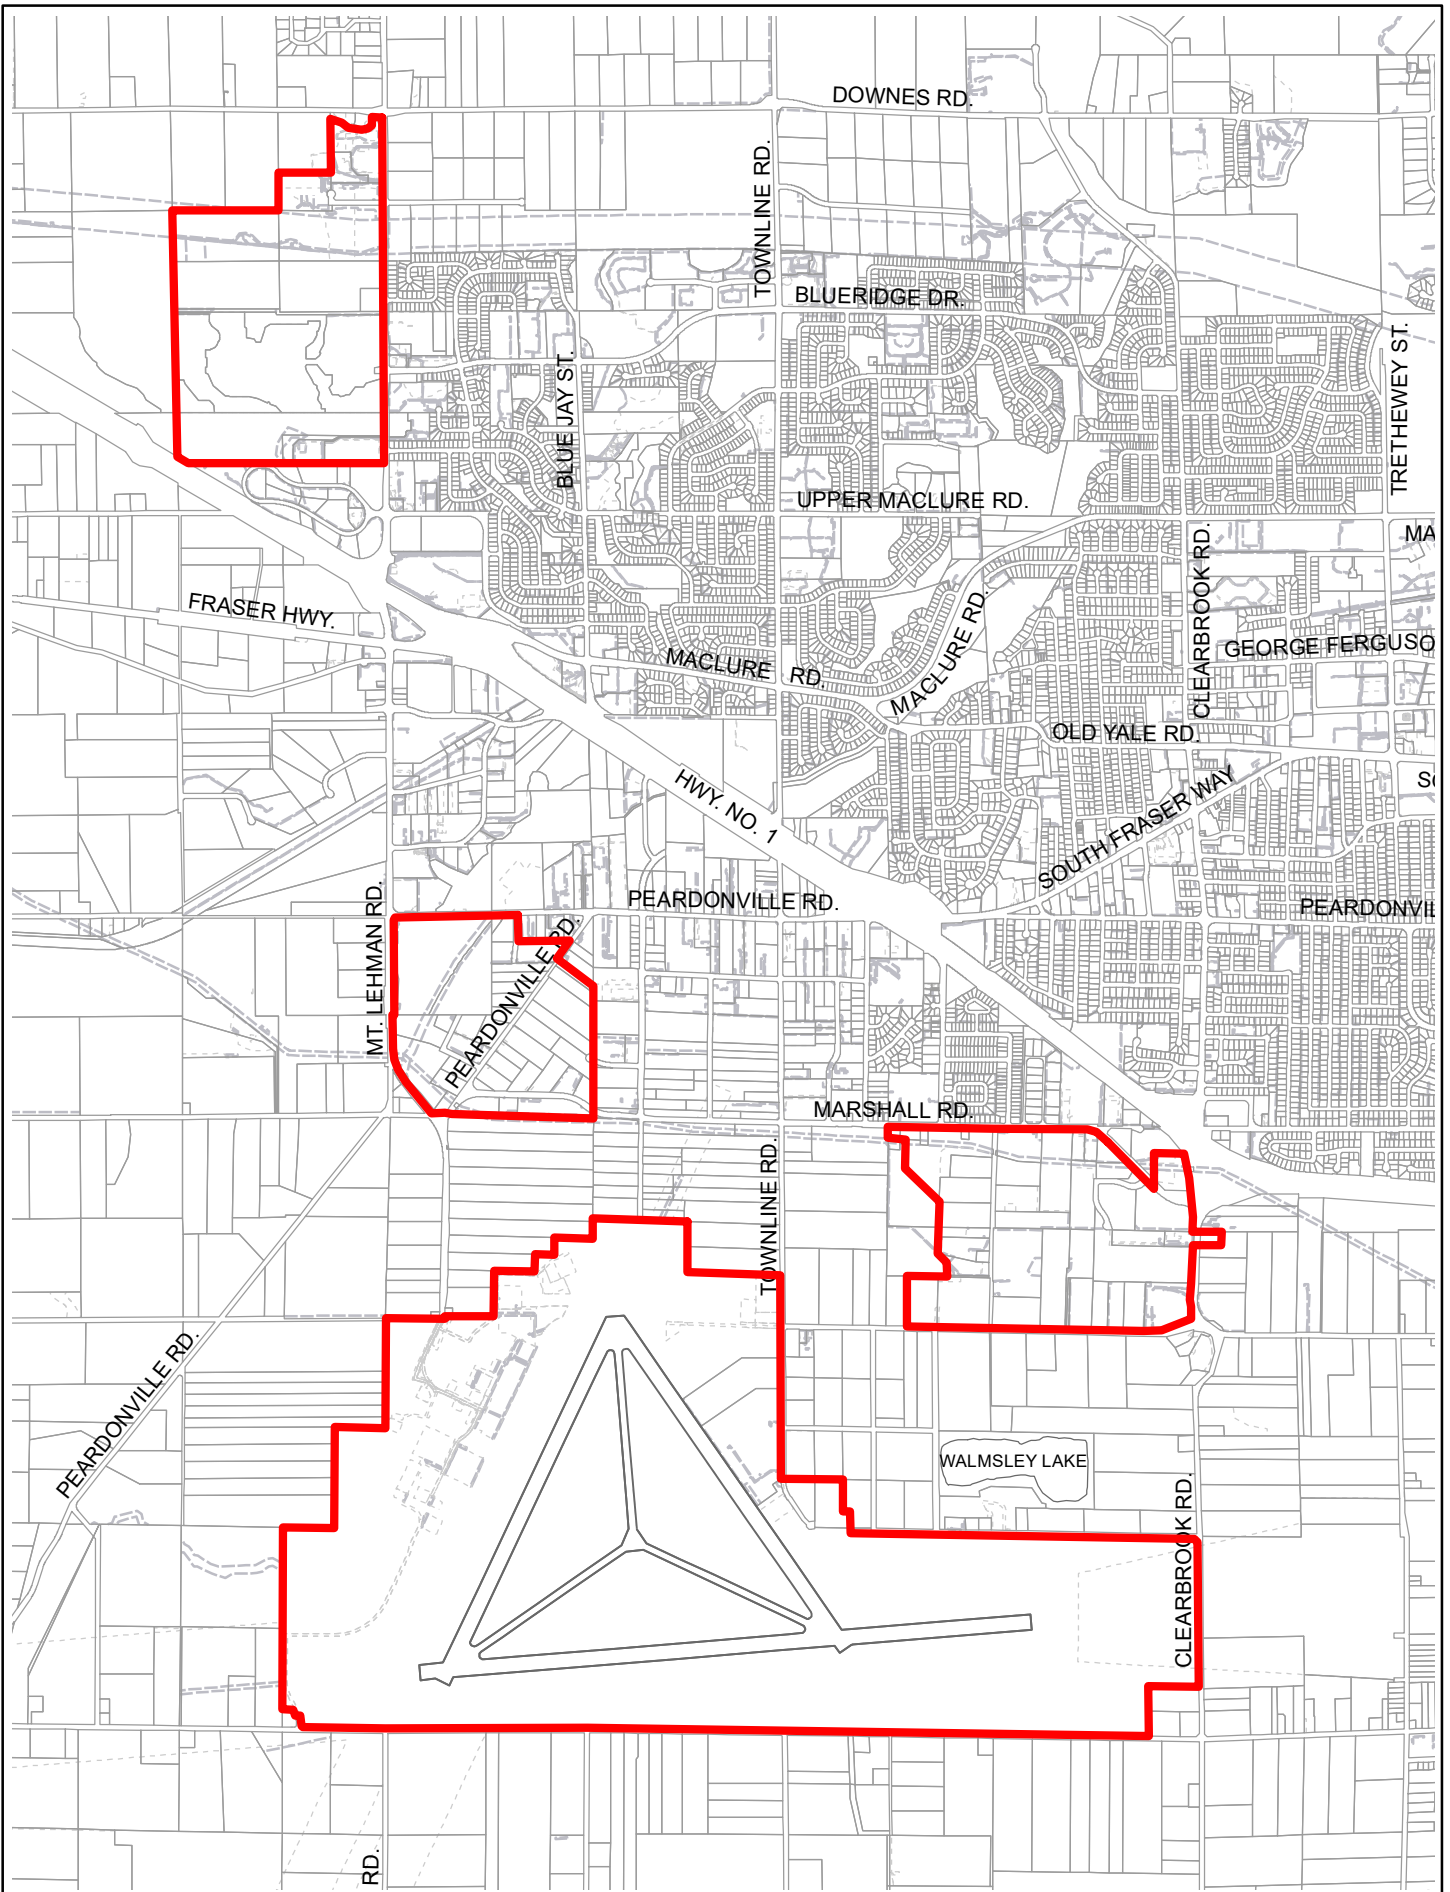 DOWNES RD.
TOWNLINE RD.
BLUERIDGE DR.
BLUE JAY ST.
TRETHEWEY ST.
UPPER MACLURE RD.
MA
CLEARBROOK RD.
FRASER HWY.
MACLURE RD.
MACLURE RD.
GEORGE FERGUSO
OLD YALE RD.
HWY. NO. 1
SOUTH FRASER WAY
SO
MT. LEHMAN RD.
PEARDONVILLE RD.
PEARDONVIL
PEARDONVILLE RD.
MARSHALL RD.
TOWNLINE RD.
PEARDONVILLE RD.
WALMSLEY LAKE
CLEARBROOK RD.
RD.